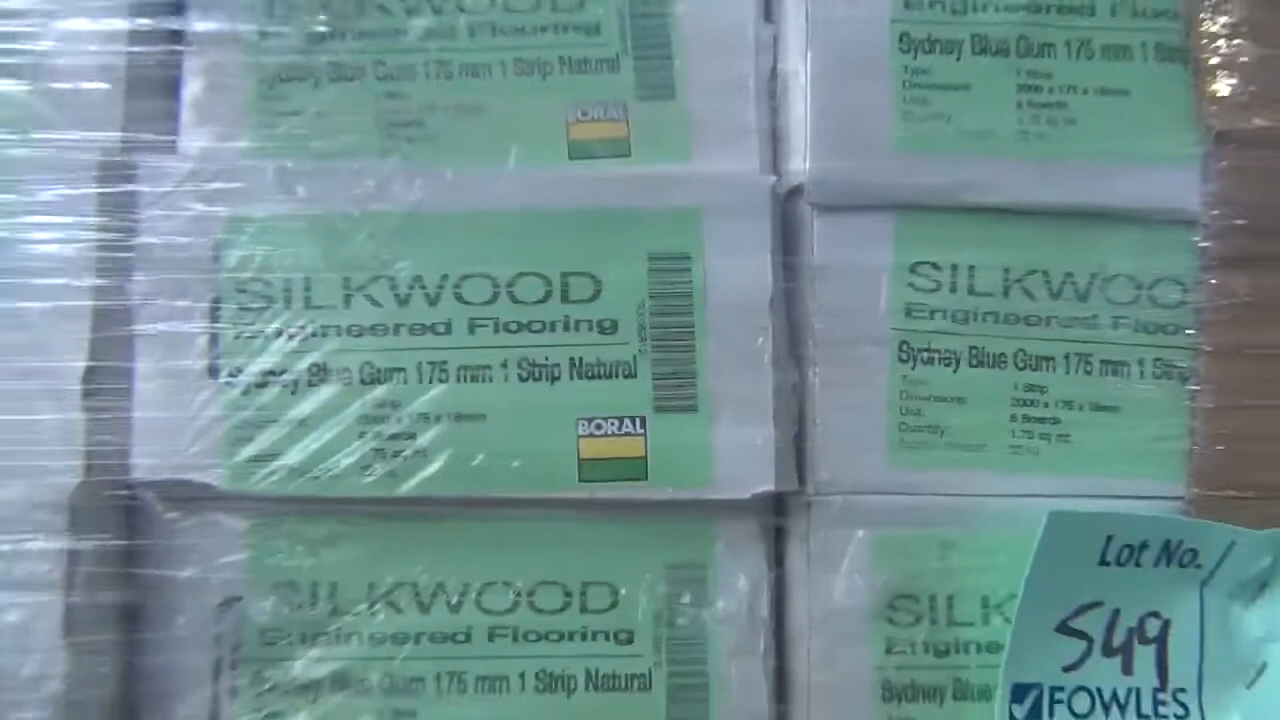 SILKWOOD
Engineered Flooring
Sydney Blue Gum 175 mm 1 Strip Natural
BORAL
Engineered
Sydney Blue Gum 175 mm 1 Strip
Type:
1 Strip
Dimensions:
2000 x 175 x 18mm
Unit:
6 Boards
Quantity:
SILKWOOD
Engineered Flooring
Sydney Blue Gum 175 mm 1 Strip Natural
2000 x 175 x 18mm
BORAL
SILKWOO
Engineered Floo
Sydney Blue Gum 175 mm 1 Strip
Type:
1 Strip
Dimensions:
2000 x 175 x 18mm
Unit:
6 Boards
Quantity:
1.75 sq mt.
SILKWOOD
Engineered Flooring
Sydney Blue Gum 175 mm 1 Strip Natural
SILK
Engine
Sydney Blue
Lot No.
549
FOWLES